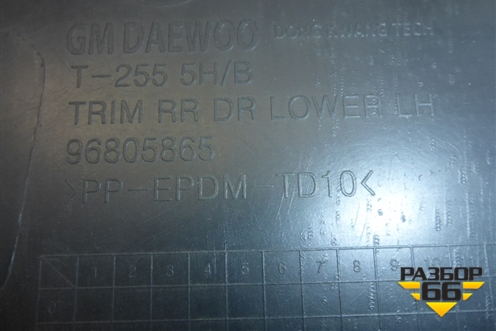 GM DAEWOO DONG KWANG TECH
T-255 5H/B
TRIM RR DR LOWER LH
96805865
>PP-EPDM-TD10<
1 2 3 4 5 6 7 8 9 10
РАЗБОР
66